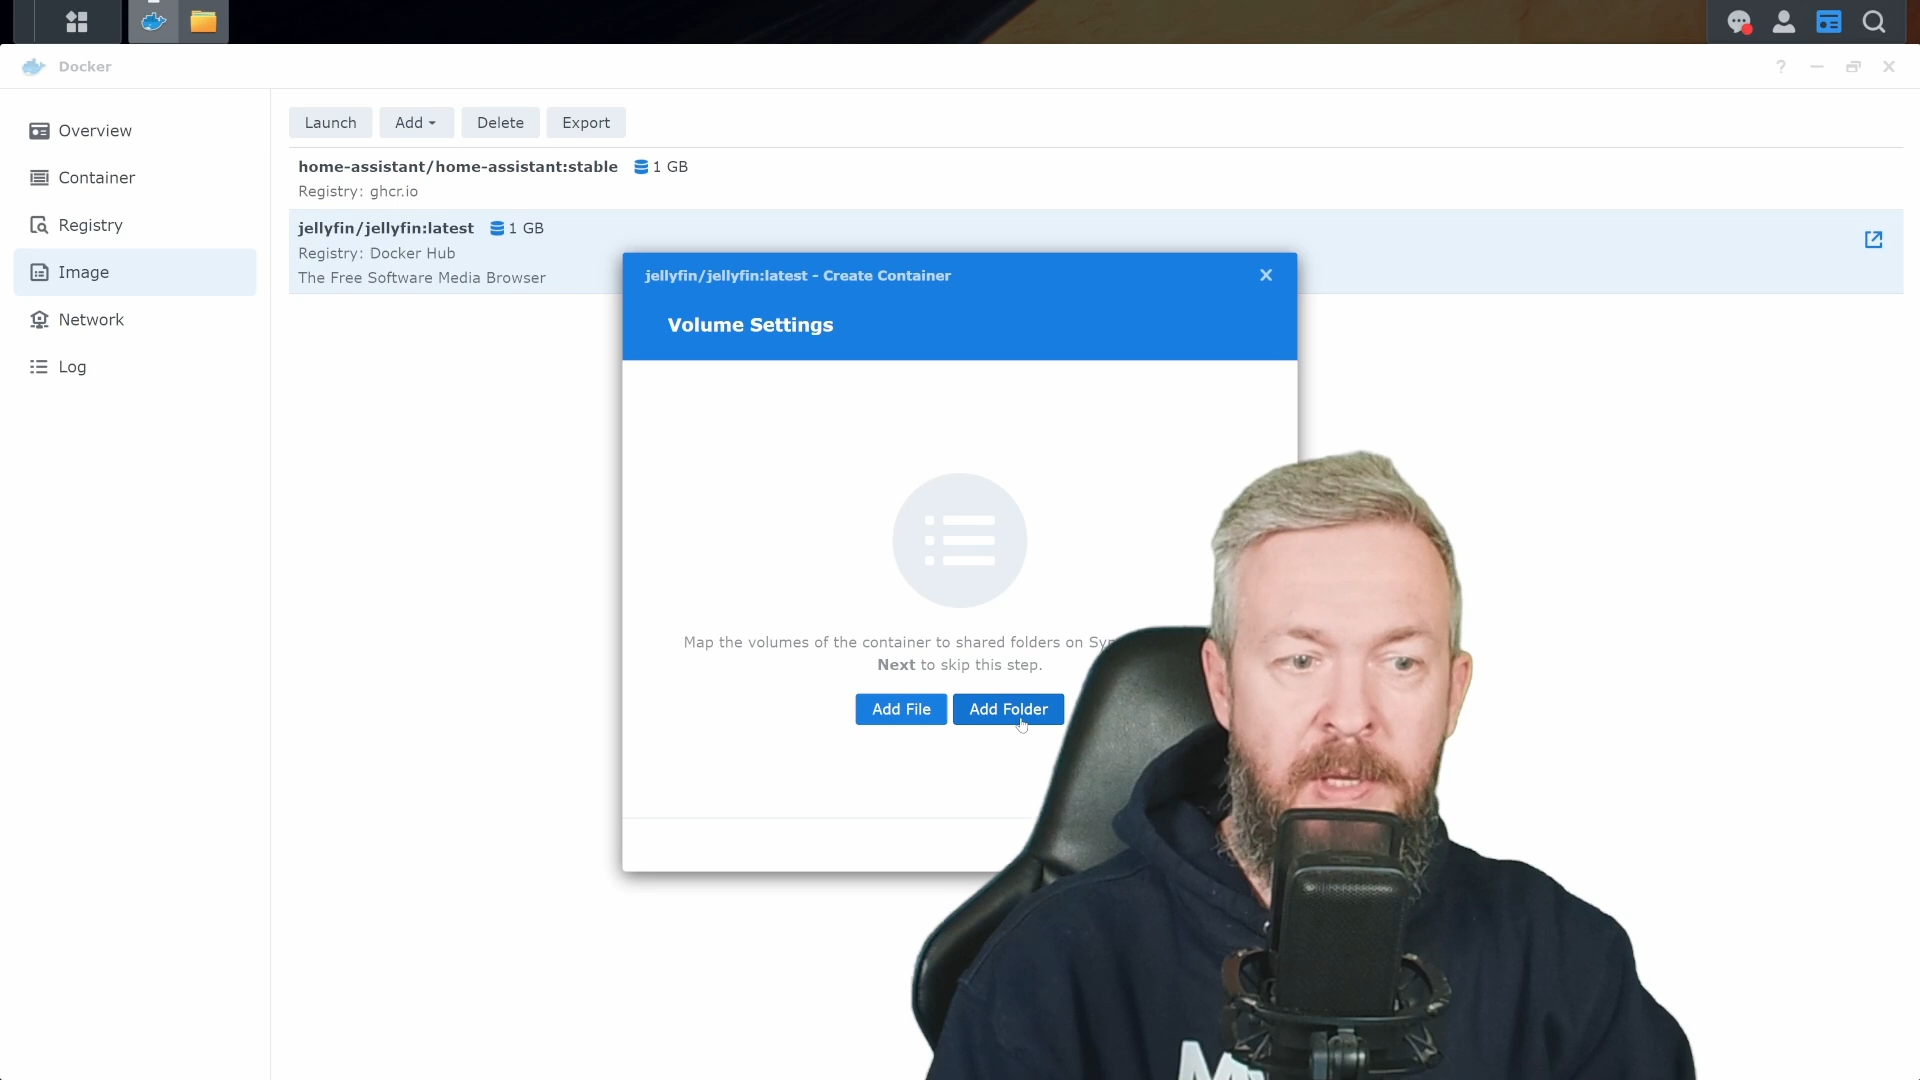 Docker
?
Overview
Container
Registry
Image
Network
Log
Launch
Add
Delete
Export
home-assistant/home-assistant:stable 1 GB
Registry: ghcr.io
jellyfin/jellyfin:latest 1 GB
Registry: Docker Hub
The Free Software Media Browser
jellyfin/jellyfin:latest - Create Container
Volume Settings
Map the volumes of the container to shared folders on
Next to skip this step.
Add File
Add Folder